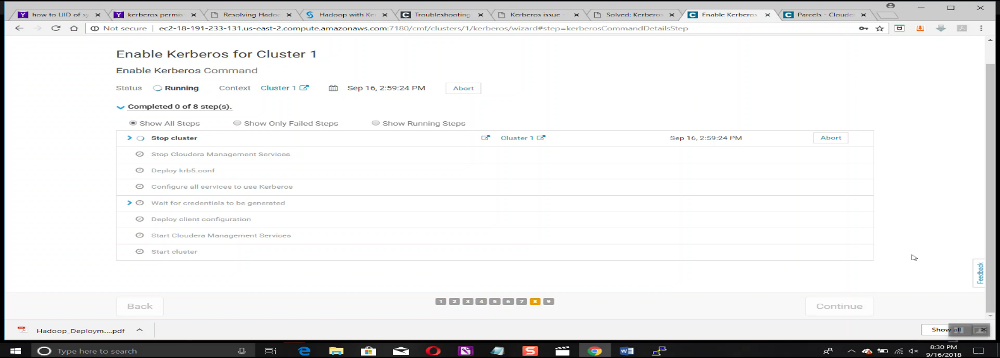 how to UID of sy
kerberos permis
Resolving Hadoo
Hadoop with Ke
Troubleshooting
Kerberos issue -
Solved: Kerberos
Enable Kerberos
Parcels - Cloude
Not secure | ec2-18-191-233-131.us-east-2.compute.amazonaws.com:7180/cmf/clusters/1/kerberos/wizard#step=kerberosCommandDetailsStep
Enable Kerberos for Cluster 1
Enable Kerberos Command
Status Running Context Cluster 1 Sep 16, 2:59:24 PM Abort
Completed 0 of 8 step(s).
Show All Steps Show Only Failed Steps Show Running Steps
Stop cluster Cluster 1 Sep 16, 2:59:24 PM Abort
Stop Cloudera Management Services
Deploy krb5.conf
Configure all services to use Kerberos
Wait for credentials to be generated
Deploy client configuration
Start Cloudera Management Services
Start cluster
Feedback
Back 1 2 3 4 5 6 7 8 9 Continue
Hadoop_Deploym....pdf Show all
Type here to search
8:30 PM
9/16/2018